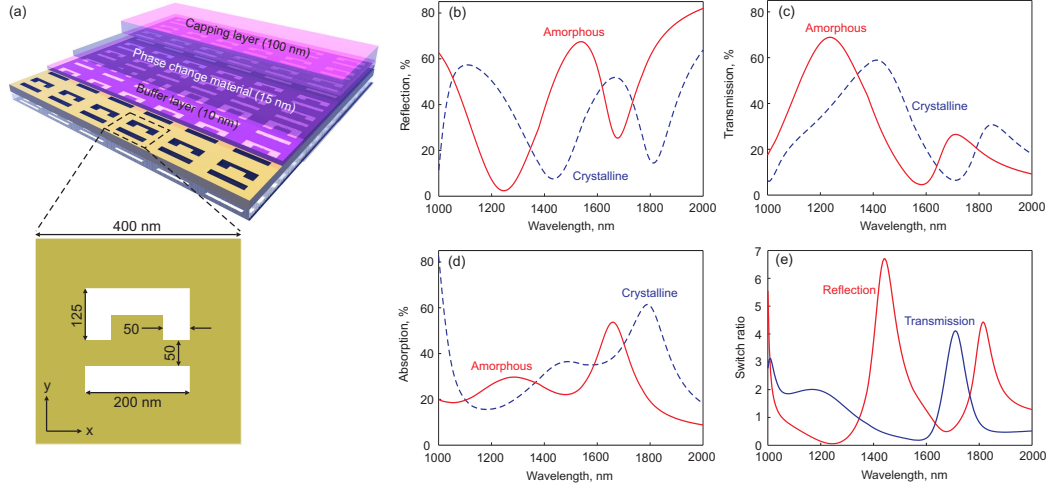 (a)
Capping layer (100 nm)
Phase change material (15 nm)
Buffer layer (10 nm)
400 nm
125
50
50
200 nm
y
x
(b)
Amorphous
Crystalline
Reflection, %
80
60
40
20
0
1000 1200 1400 1600 1800 2000
Wavelength, nm
(c)
Amorphous
Crystalline
Transmission, %
80
60
40
20
0
1000 1200 1400 1600 1800 2000
Wavelength, nm
(d)
Crystalline
Amorphous
Absorption, %
80
60
40
20
0
1000 1200 1400 1600 1800 2000
Wavelength, nm
(e)
Reflection
Transmission
Switch ratio
7
6
5
4
3
2
1
0
1000 1200 1400 1600 1800 2000
Wavelength, nm